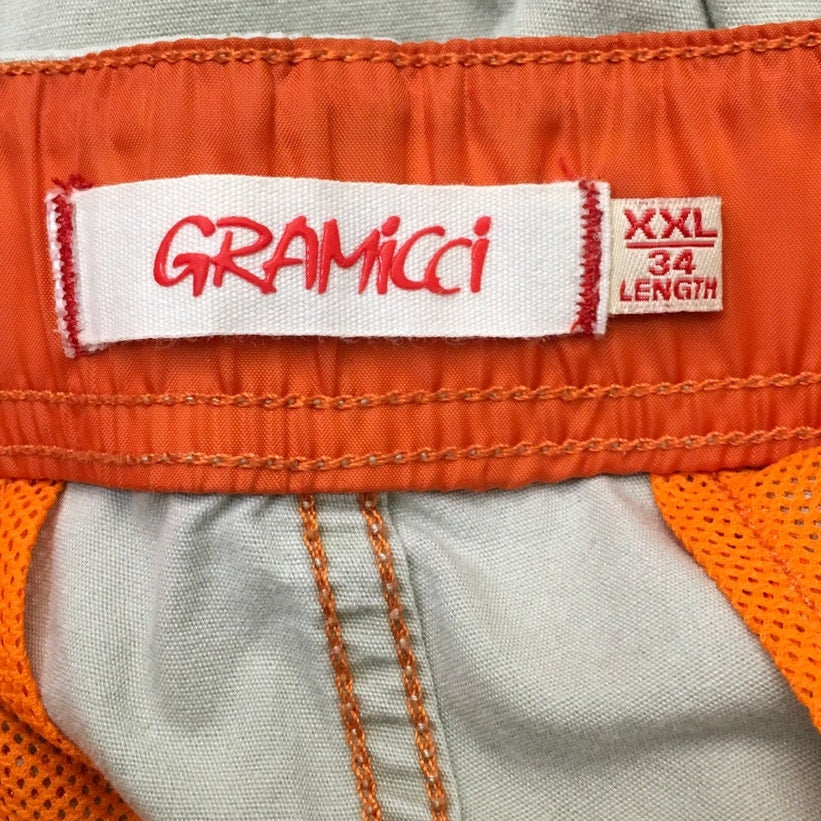 GRAMiCCi
XXL
34
LENGTH